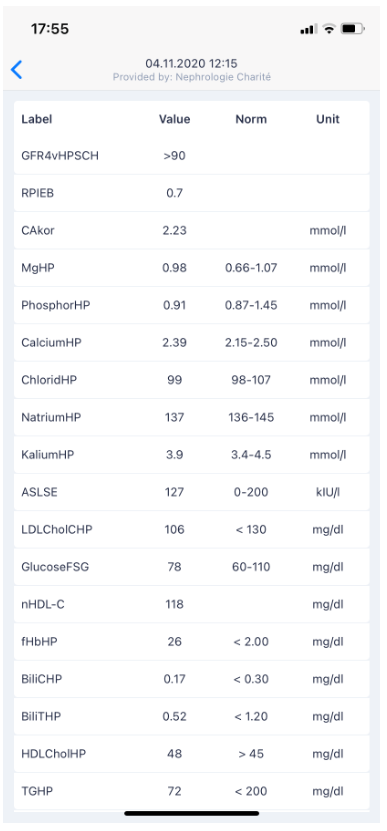 17:55
04.11.2020 12:15
Provided by: Nephrologie Charité
Label Value Norm Unit
GFR4vHPSCH >90
RPIEB 0.7
CAkor 2.23 mmol/l
MgHP 0.98 0.66-1.07 mmol/l
PhosphorHP 0.91 0.87-1.45 mmol/l
CalciumHP 2.39 2.15-2.50 mmol/l
ChloridHP 99 98-107 mmol/l
NatriumHP 137 136-145 mmol/l
KaliumHP 3.9 3.4-4.5 mmol/l
ASLSE 127 0-200 kIU/l
LDLCholCHP 106 < 130 mg/dl
GlucoseFSG 78 60-110 mg/dl
nHDL-C 118 mg/dl
fHbHP 26 < 2.00 mg/dl
BiliCHP 0.17 < 0.30 mg/dl
BiliTHP 0.52 < 1.20 mg/dl
HDLCholHP 48 > 45 mg/dl
TGHP 72 < 200 mg/dl